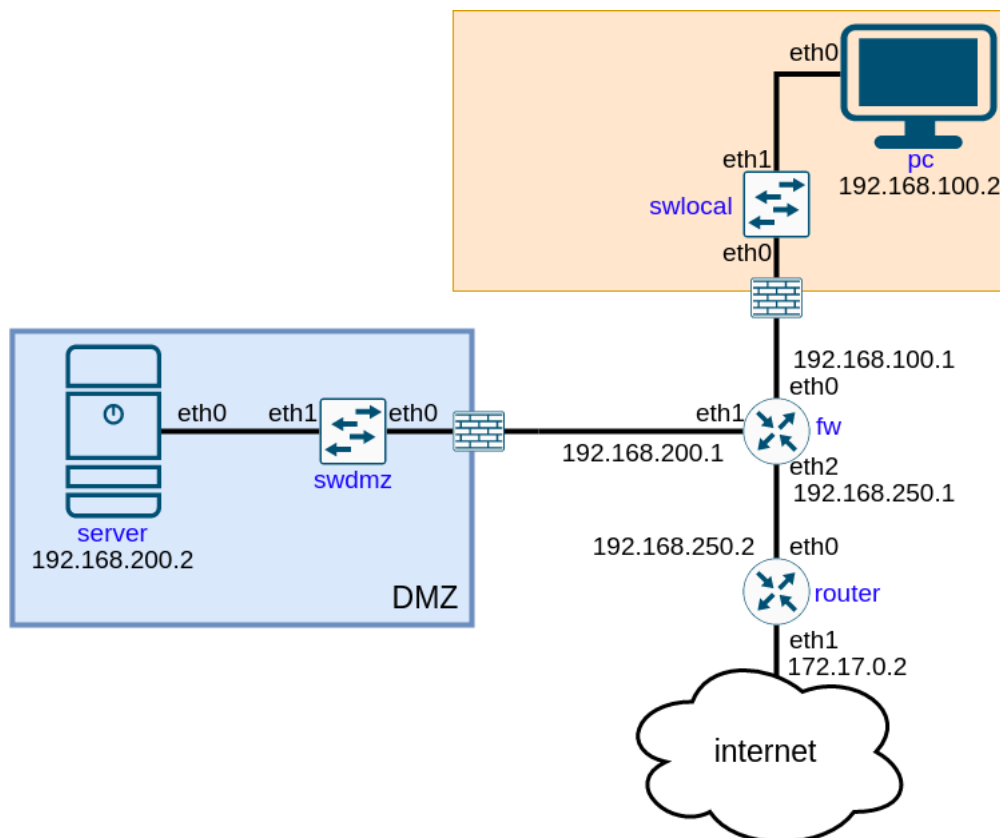 eth0
pc
192.168.100.2
eth1
swlocal
eth0
192.168.100.1
eth0
eth1
fw
192.168.200.1
eth2
192.168.250.1
eth0
eth1
eth0
swdmz
server
192.168.200.2
DMZ
192.168.250.2
eth0
router
eth1
172.17.0.2
internet